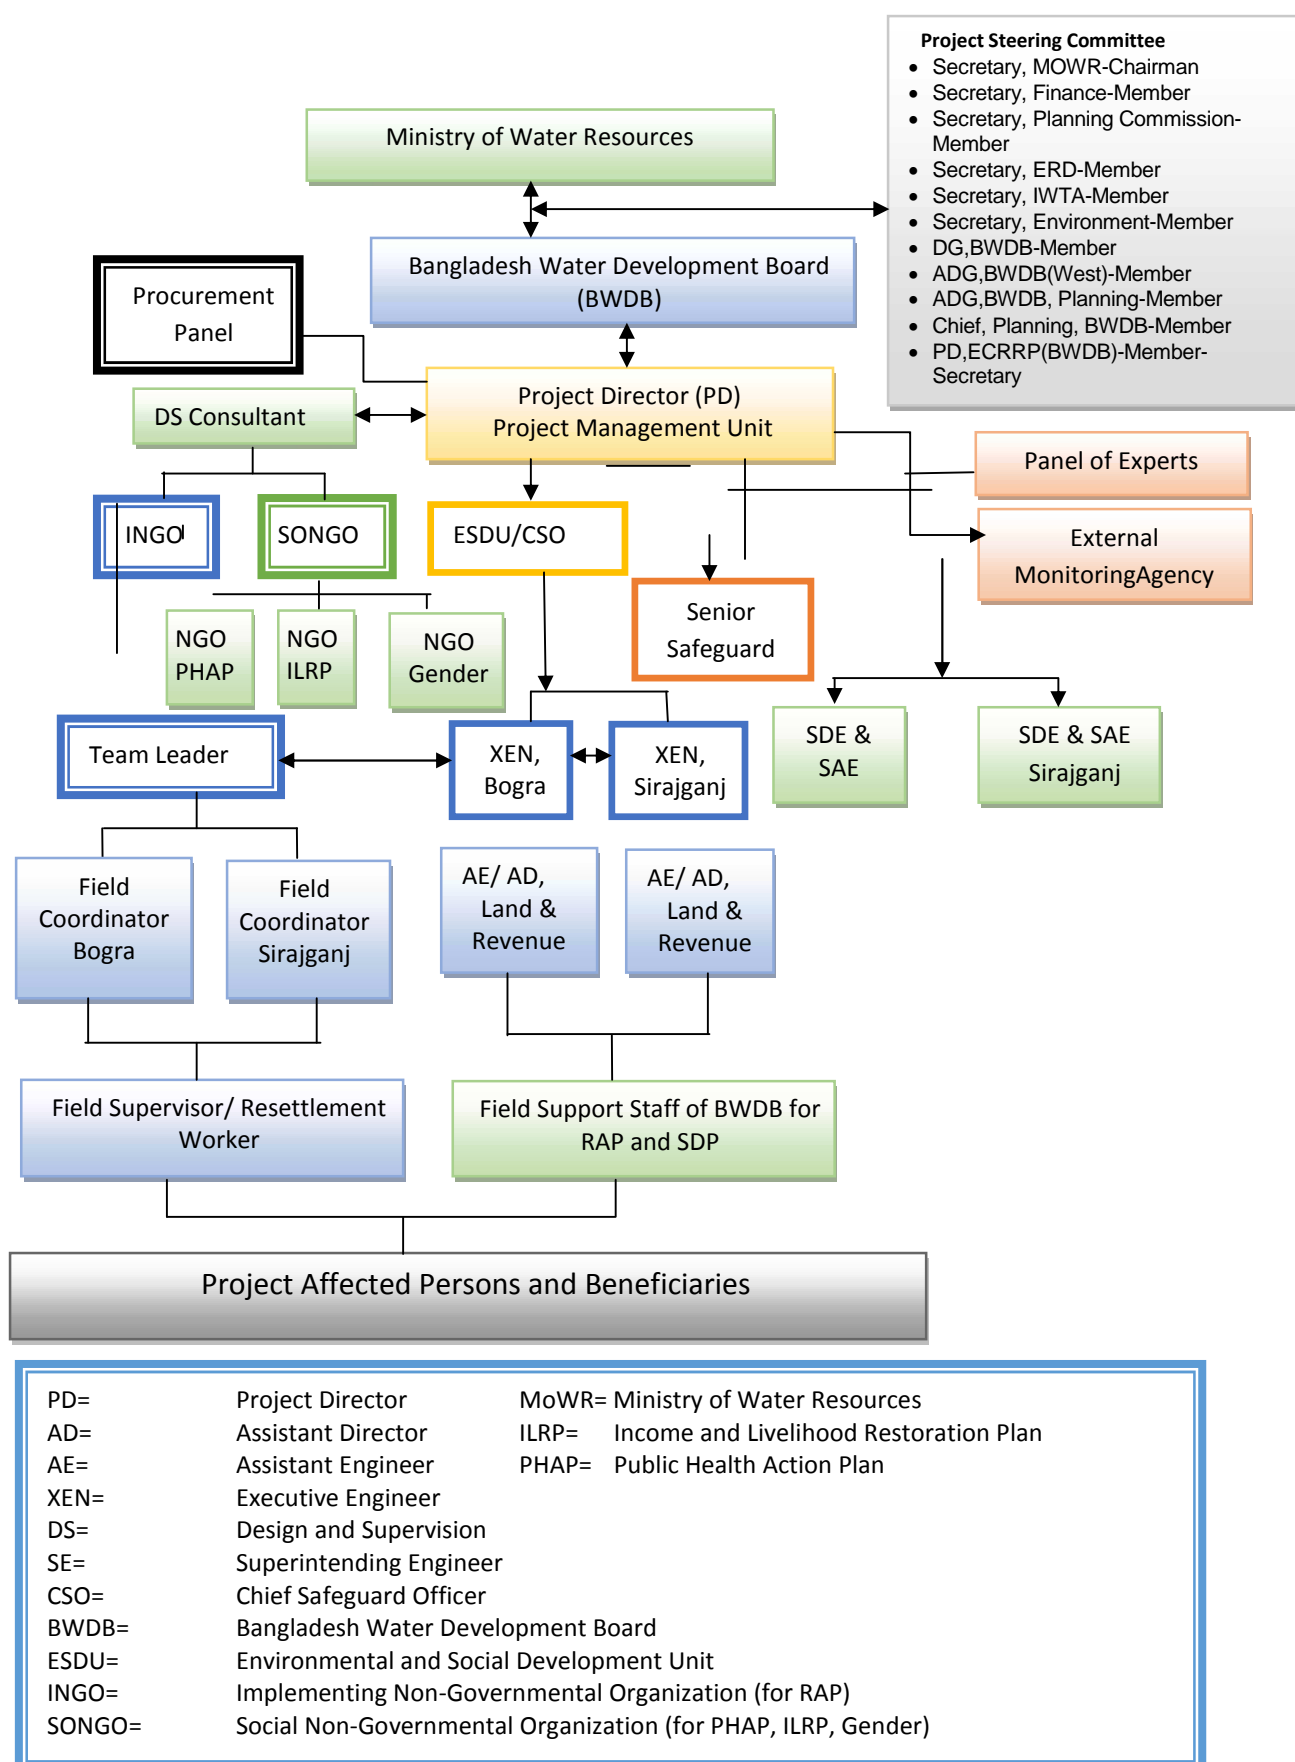 Project Steering Committee
• Secretary, MOWR-Chairman
• Secretary, Finance-Member
• Secretary, Planning Commission-
Member
• Secretary, ERD-Member
• Secretary, IWTA-Member
• Secretary, Environment-Member
• DG,BWDB-Member
• ADG,BWDB(West)-Member
• ADG,BWDB, Planning-Member
• Chief, Planning, BWDB-Member
• PD,ECRRP(BWDB)-Member-
Secretary
Ministry of Water Resources
Bangladesh Water Development Board
(BWDB)
Procurement
Panel
Project Director (PD)
Project Management Unit
DS Consultant
Panel of Experts
External
MonitoringAgency
INGO
SONGO
ESDU/CSO
Senior
Safeguard
NGO
PHAP
NGO
ILRP
NGO
Gender
Team Leader
XEN,
Bogra
XEN,
Sirajganj
SDE &
SAE
SDE & SAE
Sirajganj
Field
Coordinator
Bogra
Field
Coordinator
Sirajganj
AE/ AD,
Land &
Revenue
AE/ AD,
Land &
Revenue
Field Supervisor/ Resettlement
Worker
Field Support Staff of BWDB for
RAP and SDP
Project Affected Persons and Beneficiaries
PD= Project Director MoWR= Ministry of Water Resources
AD= Assistant Director ILRP= Income and Livelihood Restoration Plan
AE= Assistant Engineer PHAP= Public Health Action Plan
XEN= Executive Engineer
DS= Design and Supervision
SE= Superintending Engineer
CSO= Chief Safeguard Officer
BWDB= Bangladesh Water Development Board
ESDU= Environmental and Social Development Unit
INGO= Implementing Non-Governmental Organization (for RAP)
SONGO= Social Non-Governmental Organization (for PHAP, ILRP, Gender)